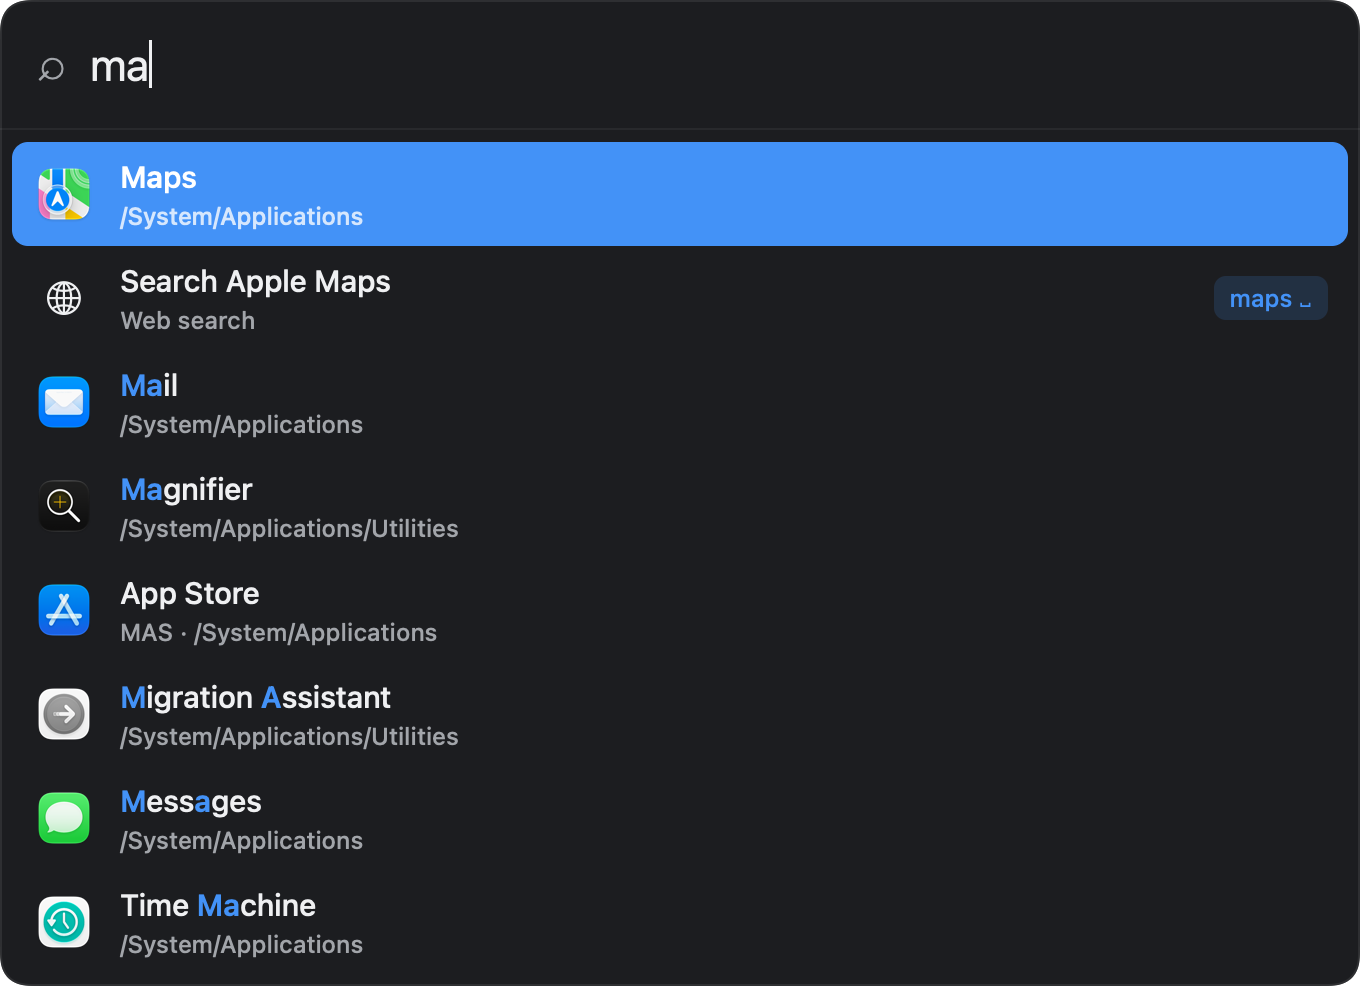 ma
Maps
/System/Applications
Search Apple Maps
Web search
maps ⎵
Mail
/System/Applications
Magnifier
/System/Applications/Utilities
App Store
MAS · /System/Applications
Migration Assistant
/System/Applications/Utilities
Messages
/System/Applications
Time Machine
/System/Applications